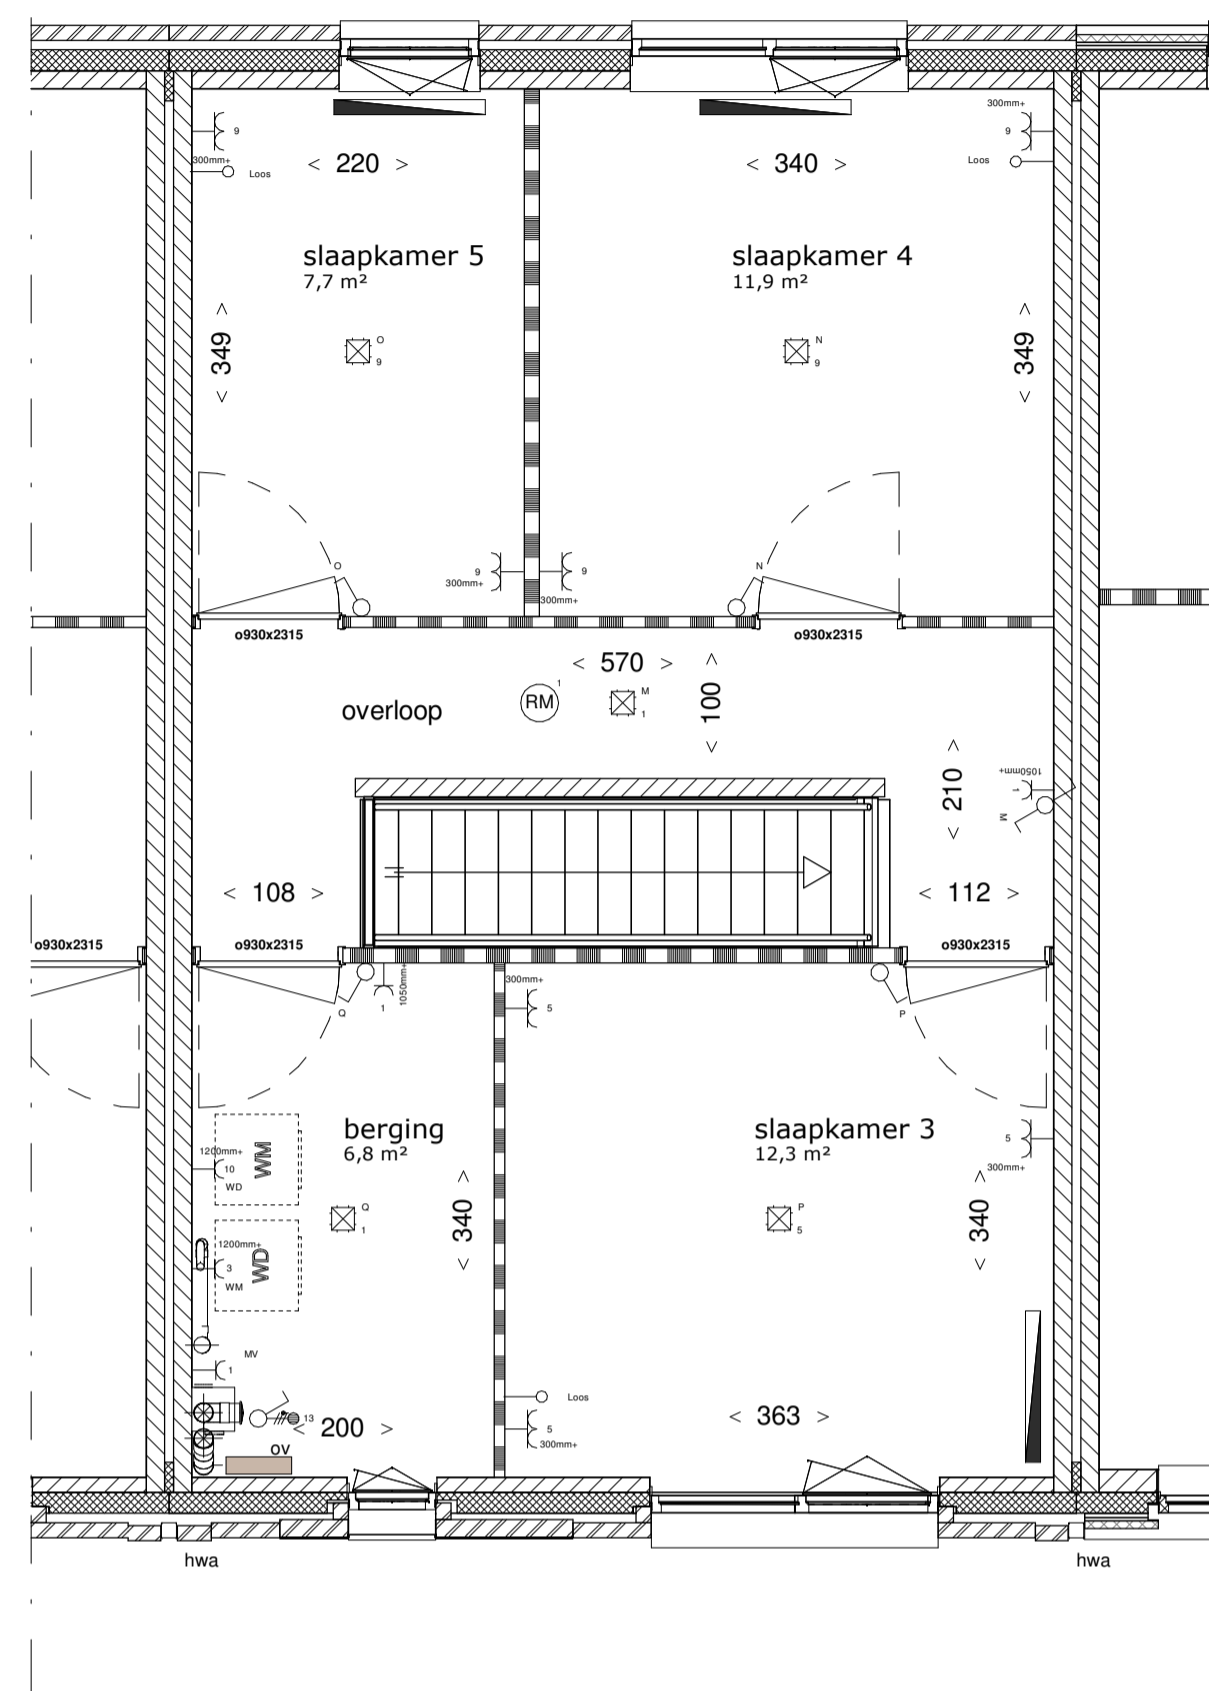 300mm+
9
9
300mm+
Loos
Loos
< 220 >
< 340 >
slaapkamer 5
7,7 m²
slaapkamer 4
11,9 m²
< 349 >
< 349 >
O
9
N
9
O
N
9
300mm+
9
300mm+
o930x2315
o930x2315
< 570 >
< 100 >
RM
1
M
1
overloop
< 210 >
1050mm+
1
M
< 108 >
< 112 >
o930x2315
o930x2315
o930x2315
1050mm+
1
Q
300mm+
5
P
berging
6,8 m²
slaapkamer 3
12,3 m²
1200mm+
10
WD
WM
5
300mm+
< 340 >
< 340 >
Q
1
P
5
1200mm+
3
WM
WD
MV
1
Loos
13
< 200 >
< 363 >
5
300mm+
OV
hwa
hwa